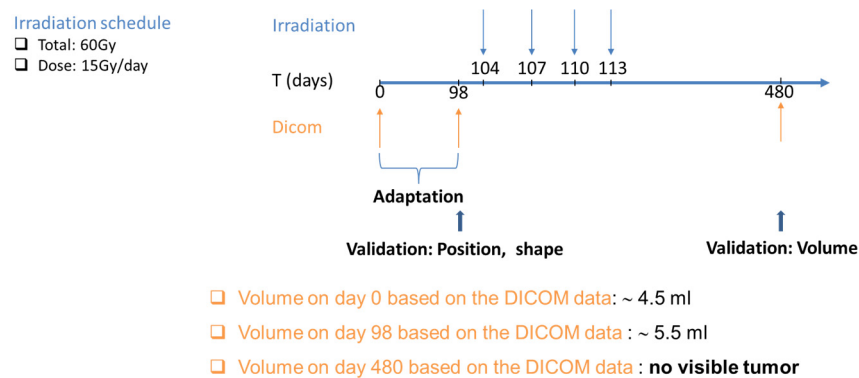 Irradiation schedule
❑ Total: 60Gy
❑ Dose: 15Gy/day
Irradiation
104 107 110 113
T (days)
0 98 480
Dicom
Adaptation
Validation: Position, shape
Validation: Volume
❑ Volume on day 0 based on the DICOM data: ~ 4.5 ml
❑ Volume on day 98 based on the DICOM data : ~ 5.5 ml
❑ Volume on day 480 based on the DICOM data : no visible tumor